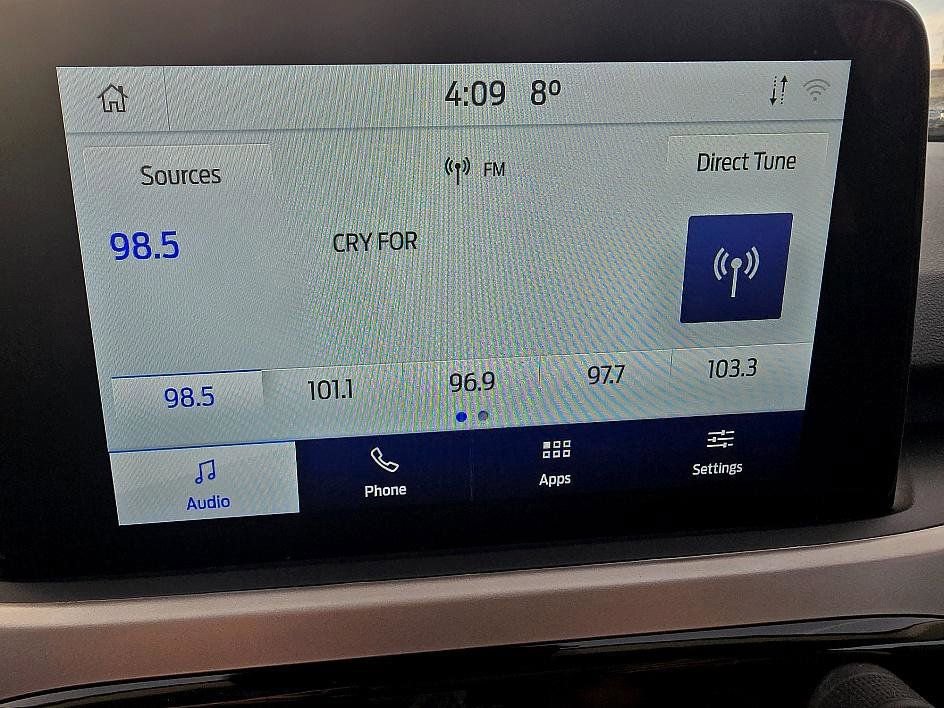 4:09 8°
Sources
FM
Direct Tune
98.5
CRY FOR
98.5 101.1 96.9 97.7 103.3
Audio Phone Apps Settings